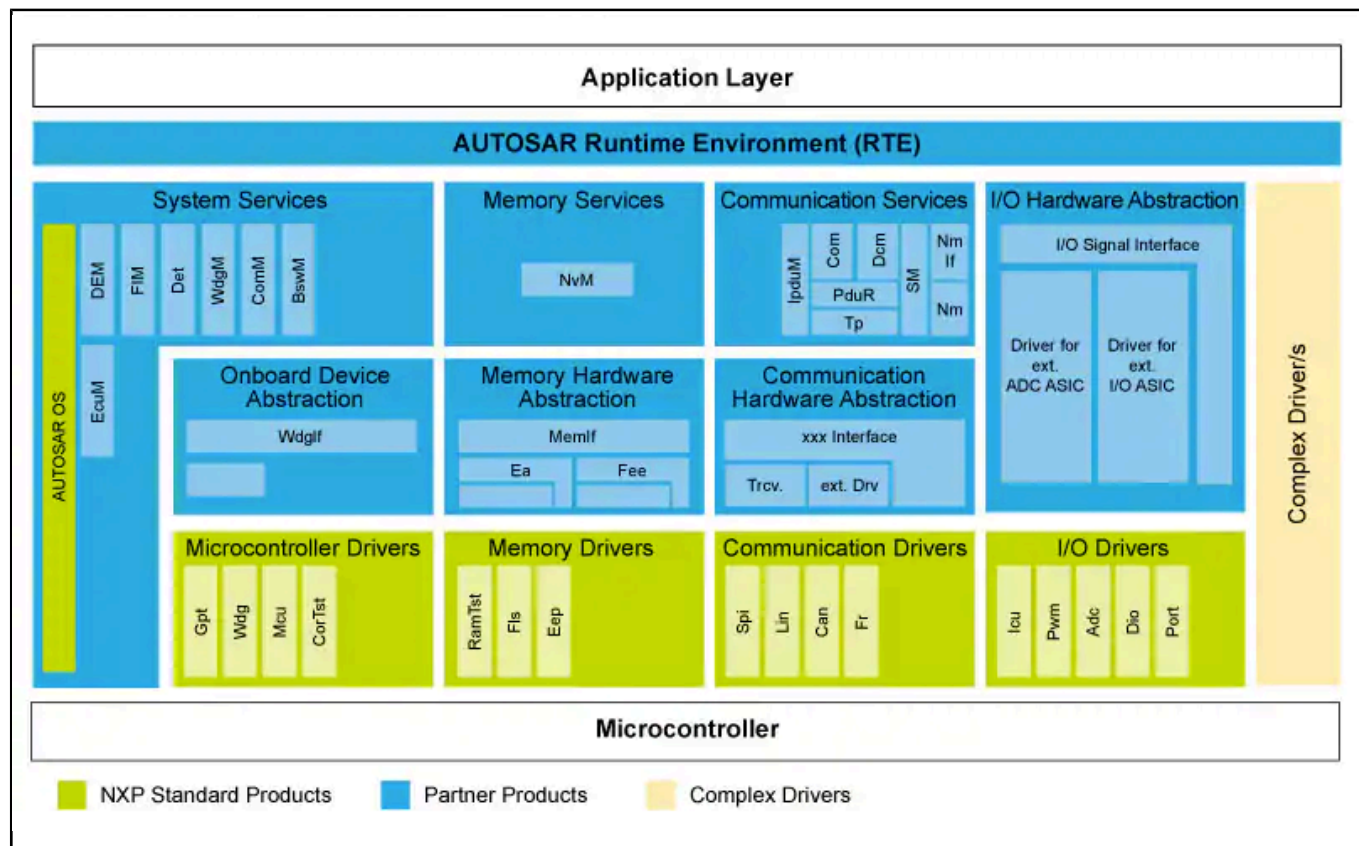 Application Layer
AUTOSAR Runtime Environment (RTE)
System Services
AUTOSAR OS
DEM
FIM
Det
WdgM
ComM
BswM
EcuM
Memory Services
NvM
Communication Services
IpduM
Com
Dcm
PduR
Tp
SM
Nm
If
Nm
I/O Hardware Abstraction
I/O Signal Interface
Driver for
ext.
ADC ASIC
Driver for
ext.
I/O ASIC
Complex Driver/s
Onboard Device
Abstraction
WdgIf
Memory Hardware
Abstraction
MemIf
Ea
Fee
Communication
Hardware Abstraction
xxx Interface
Trcv.
ext. Drv
Microcontroller Drivers
Gpt
Wdg
Mcu
CorTst
Memory Drivers
RamTst
Fls
Eep
Communication Drivers
Spi
Lin
Can
Fr
I/O Drivers
Icu
Pwm
Adc
Dio
Port
Microcontroller
NXP Standard Products
Partner Products
Complex Drivers